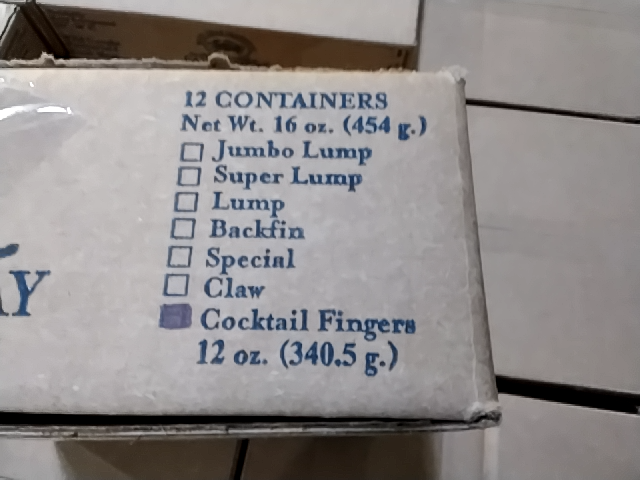 12 CONTAINERS
Net Wt. 16 oz. (454 g.)
Jumbo Lump
Super Lump
Lump
Backfin
Special
Claw
Cocktail Fingers
12 oz. (340.5 g.)